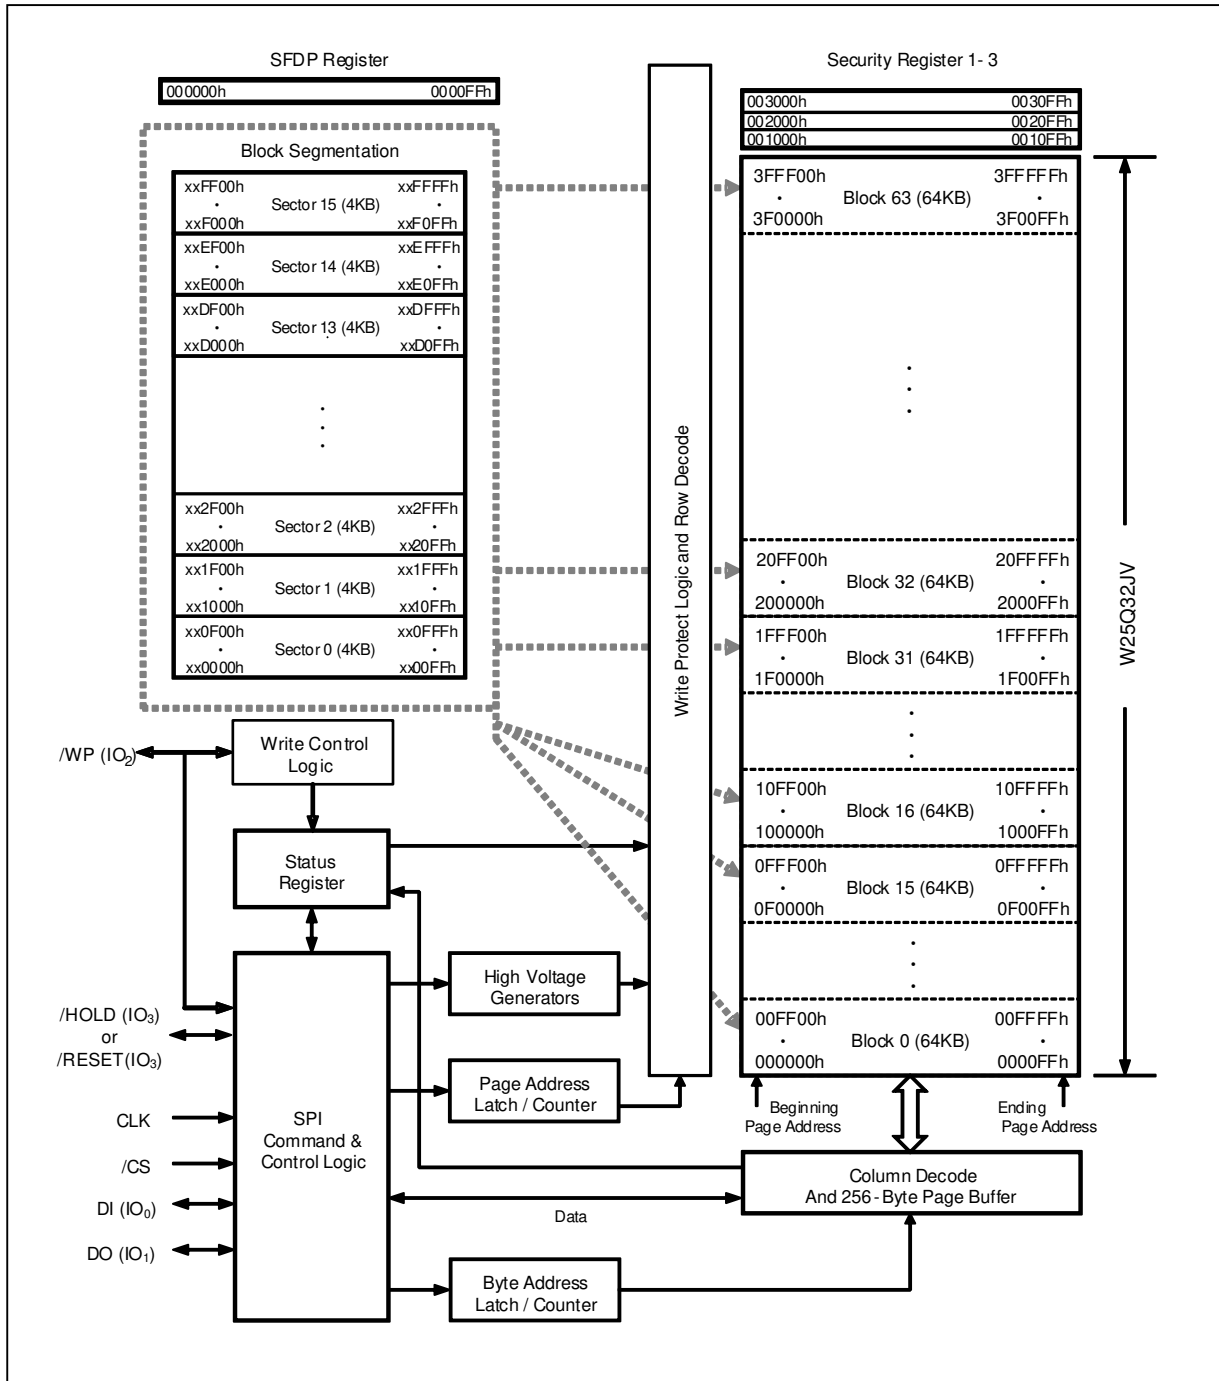 SFDP Register
000000h 0000FFh
Block Segmentation
xxFF00h xxFFFFh
Sector 15 (4KB)
xxF000h xxF0FFh
xxEF00h xxEFFFh
Sector 14 (4KB)
xxE000h xxE0FFh
xxDF00h xxDFFFh
Sector 13 (4KB)
xxD000h xxD0FFh
xx2F00h xx2FFFh
Sector 2 (4KB)
xx2000h xx20FFh
xx1F00h xx1FFFh
Sector 1 (4KB)
xx1000h xx10FFh
xx0F00h xx0FFFh
Sector 0 (4KB)
xx0000h xx00FFh
Write Protect Logic and Row Decode
Security Register 1- 3
003000h 0030FFh
002000h 0020FFh
001000h 0010FFh
3FFF00h 3FFFFFh
Block 63 (64KB)
3F0000h 3F00FFh
20FF00h 20FFFFh
Block 32 (64KB)
200000h 2000FFh
1FFF00h 1FFFFFh
Block 31 (64KB)
1F0000h 1F00FFh
10FF00h 10FFFFh
Block 16 (64KB)
100000h 1000FFh
0FFF00h 0FFFFFh
Block 15 (64KB)
0F0000h 0F00FFh
00FF00h 00FFFFh
Block 0 (64KB)
000000h 0000FFh
W25Q32JV
Beginning
Page Address
Ending
Page Address
/WP (IO2)
Write Control
Logic
Status
Register
/HOLD (IO3)
or
/RESET(IO3)
CLK
/CS
DI (IO0)
DO (IO1)
SPI
Command &
Control Logic
High Voltage
Generators
Page Address
Latch / Counter
Column Decode
And 256-Byte Page Buffer
Data
Byte Address
Latch / Counter